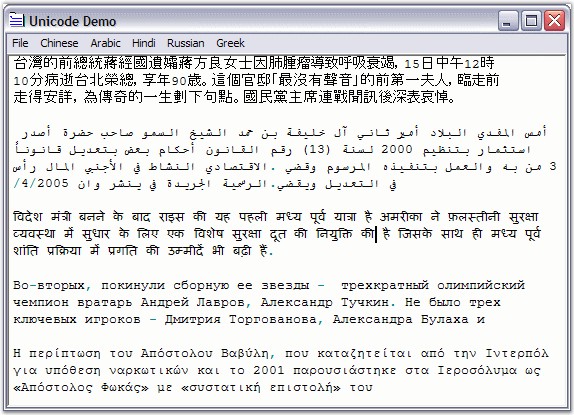 台灣的前總統蔣經國遺孀蔣方良女士因肺腫瘤導致呼吸衰竭，15日中午12時
10分病逝台北榮總，享年90歲。這個官邸「最沒有聲音」的前第一夫人，臨走前
走得安詳，為傳奇的一生劃下句點。國民黨主席連戰聞訊後深表哀悼。
أصدر حضرة صاحب السمو الشيخ حمد بن خليفة آل ثاني أمير البلاد المفدي أمس
قانوناً بتعديل بعض أحكام القانون رقم (13) لسنة 2000 بتنظيم استثمار
رأس المال الأجنبي في النشاط الاقتصادي. وقضي المرسوم بتنفيذه والعمل به من 3
/4/2005 وان ينشر في الجريدة الرسمية.ويقضي التعديل في
विदेश मंत्री बनने के बाद राइस की यह पहली मध्य पूर्व यात्रा है अमरीका ने फ़लस्तीनी सुरक्षा
व्यवस्था में सुधार के लिए एक विशेष सुरक्षा दूत की नियुक्ति की है जिसके साथ ही मध्य पूर्व
शांति प्रक्रिया में प्रगति की उम्मीदें भी बढ़ी हैं.
Во-вторых, покинули сборную ее звезды - трехкратный олимпийский
чемпион вратарь Андрей Лавров, Александр Тучкин. Не было трех
ключевых игроков - Дмитрия Торгованова, Александра Булаха и
Η περίπτωση του Απόστολου Βαβύλη, που καταζητείται από την Ιντερπόλ
για υπόθεση ναρκωτικών και το 2001 παρουσιάστηκε στα Ιεροσόλυμα ως
«Απόστολος Φωκάς» με «συστατική επιστολή» του
Unicode Demo
File Chinese Arabic Hindi Russian Greek